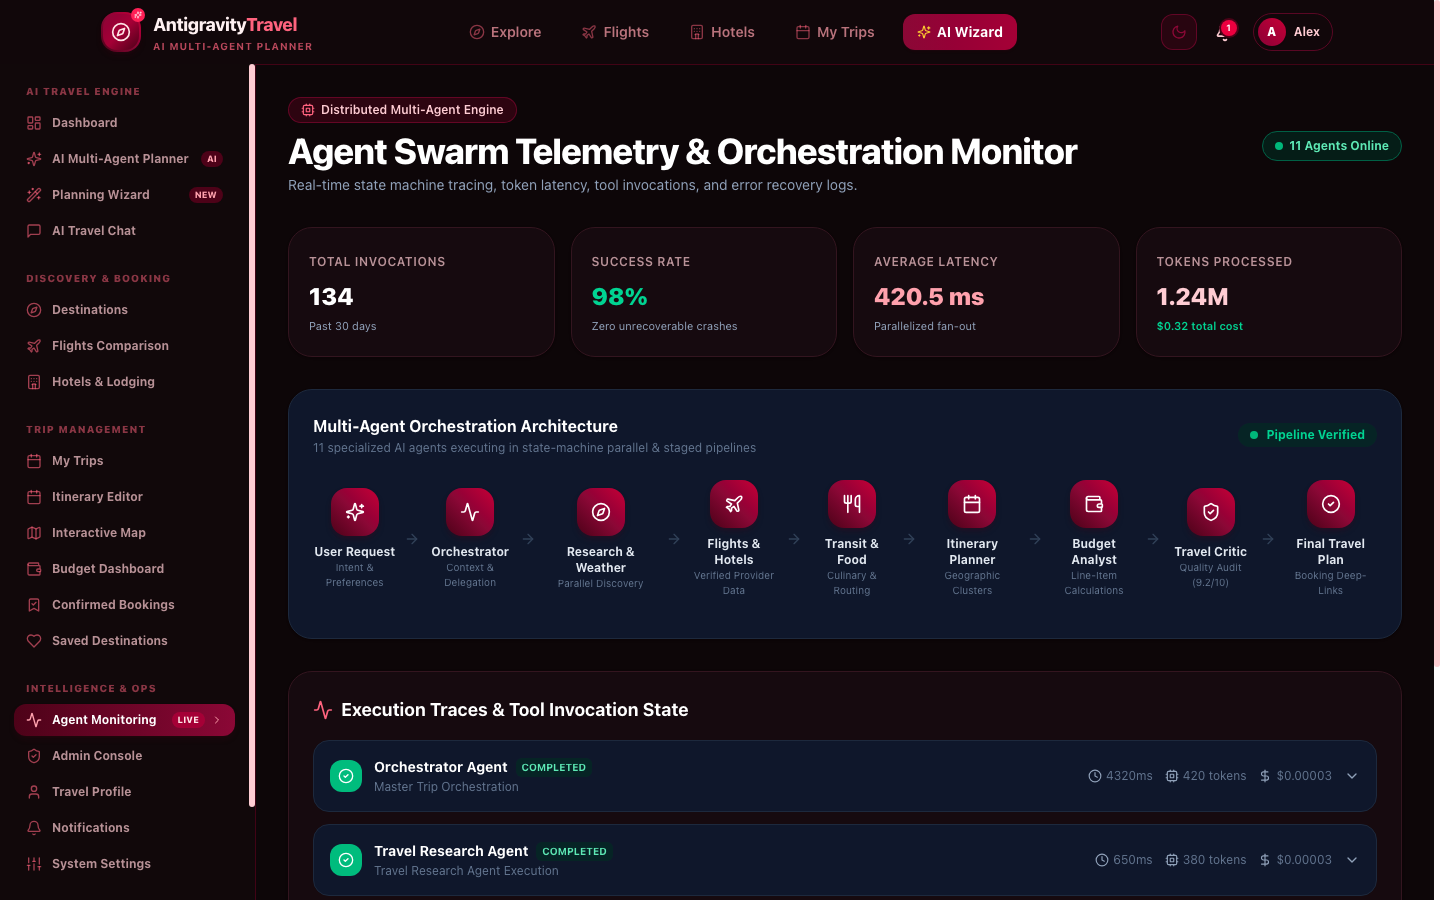 AntigravityTravel
AI MULTI-AGENT PLANNER
Explore
Flights
Hotels
My Trips
AI Wizard
1
A
Alex
AI TRAVEL ENGINE
Dashboard
AI Multi-Agent Planner AI
Planning Wizard NEW
AI Travel Chat
DISCOVERY & BOOKING
Destinations
Flights Comparison
Hotels & Lodging
TRIP MANAGEMENT
My Trips
Itinerary Editor
Interactive Map
Budget Dashboard
Confirmed Bookings
Saved Destinations
INTELLIGENCE & OPS
Agent Monitoring LIVE
Admin Console
Travel Profile
Notifications
System Settings
Distributed Multi-Agent Engine
Agent Swarm Telemetry & Orchestration Monitor
Real-time state machine tracing, token latency, tool invocations, and error recovery logs.
11 Agents Online
TOTAL INVOCATIONS
134
Past 30 days
SUCCESS RATE
98%
Zero unrecoverable crashes
AVERAGE LATENCY
420.5 ms
Parallelized fan-out
TOKENS PROCESSED
1.24M
$0.32 total cost
Multi-Agent Orchestration Architecture
11 specialized AI agents executing in state-machine parallel & staged pipelines
Pipeline Verified
User Request
Intent &
Preferences
Orchestrator
Context &
Delegation
Research &
Weather
Parallel Discovery
Flights &
Hotels
Verified Provider
Data
Transit &
Food
Culinary &
Routing
Itinerary
Planner
Geographic
Clusters
Budget
Analyst
Line-Item
Calculations
Travel Critic
Quality Audit
(9.2/10)
Final Travel
Plan
Booking Deep-
Links
Execution Traces & Tool Invocation State
Orchestrator Agent COMPLETED
Master Trip Orchestration
4320ms 420 tokens $0.00003
Travel Research Agent COMPLETED
Travel Research Agent Execution
650ms 380 tokens $0.00003